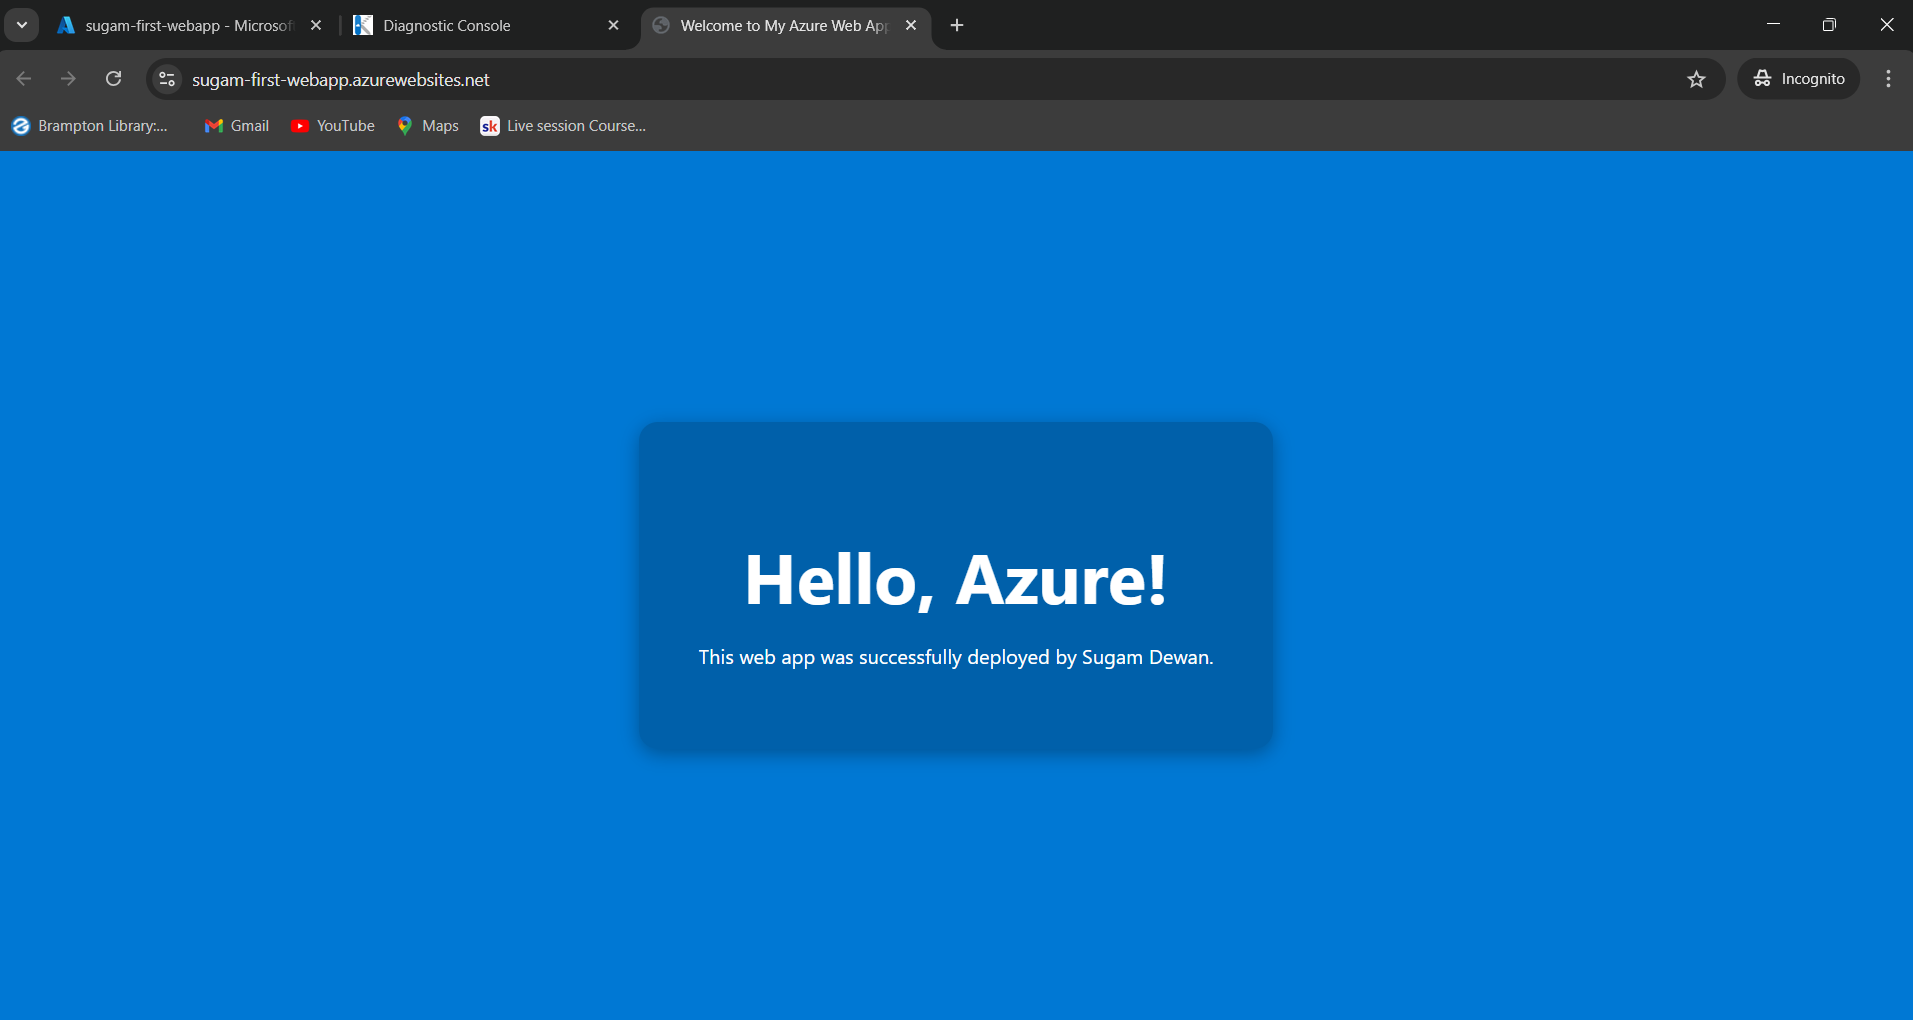 sugam-first-webapp - Microsof
Diagnostic Console
Welcome to My Azure Web App
sugam-first-webapp.azurewebsites.net
Incognito
Brampton Library:...
Gmail
YouTube
Maps
sk
Live session Course...
Hello, Azure!
This web app was successfully deployed by Sugam Dewan.